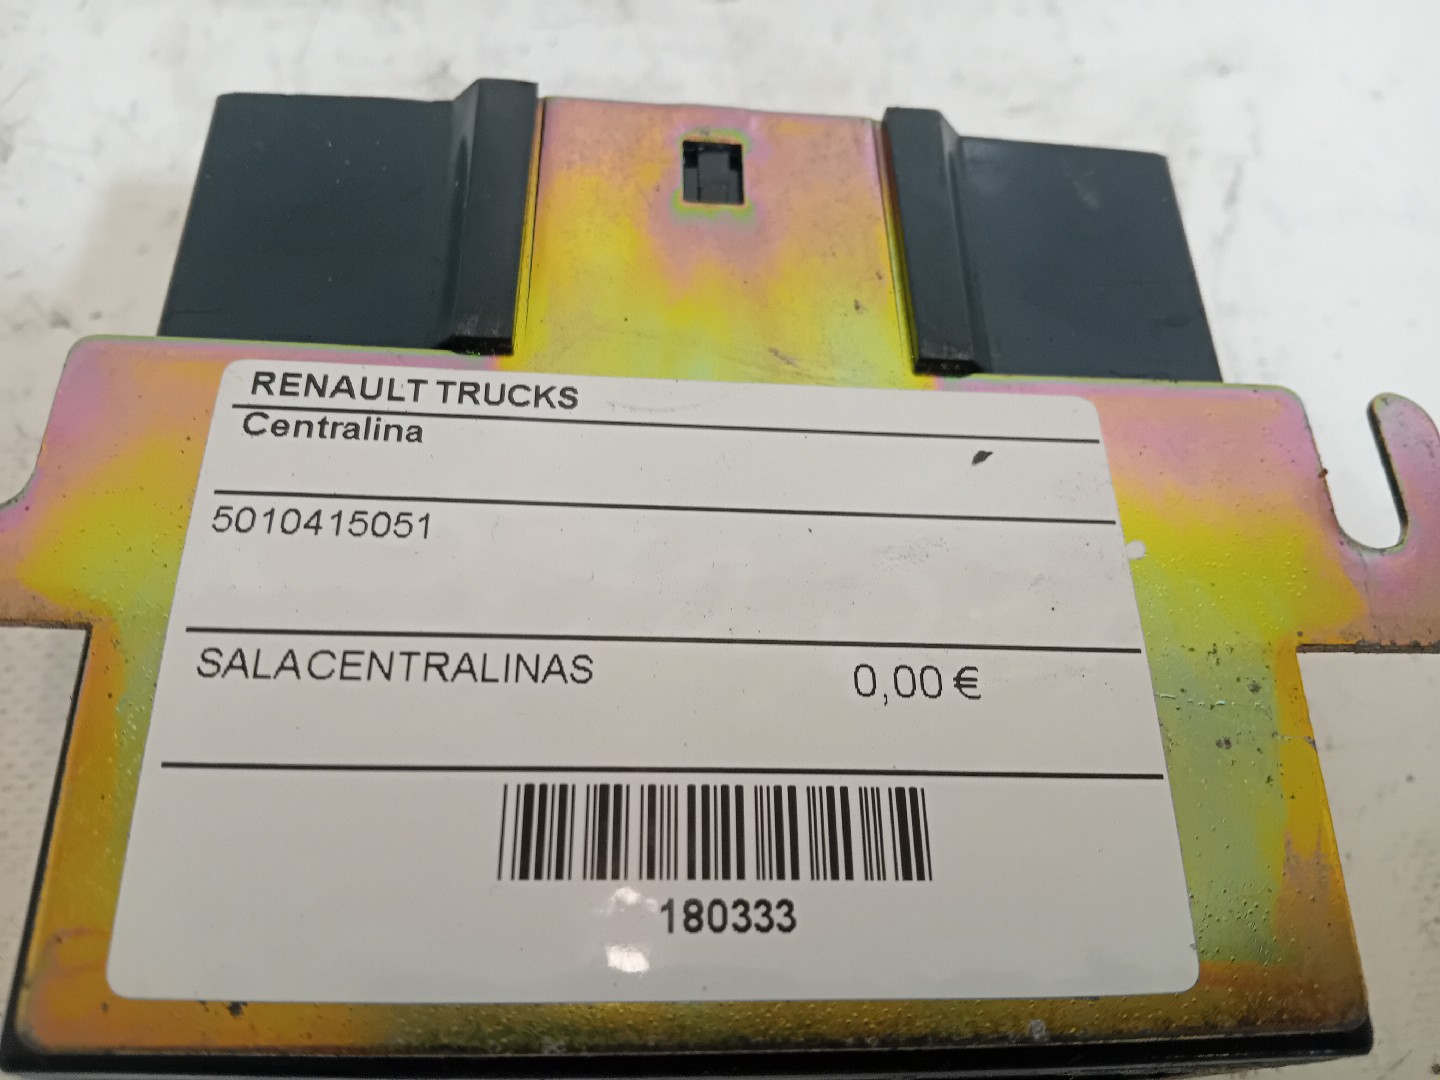 RENAULT TRUCKS
Centralina
5010415051
SALACENTRALINAS 0,00 €
180333